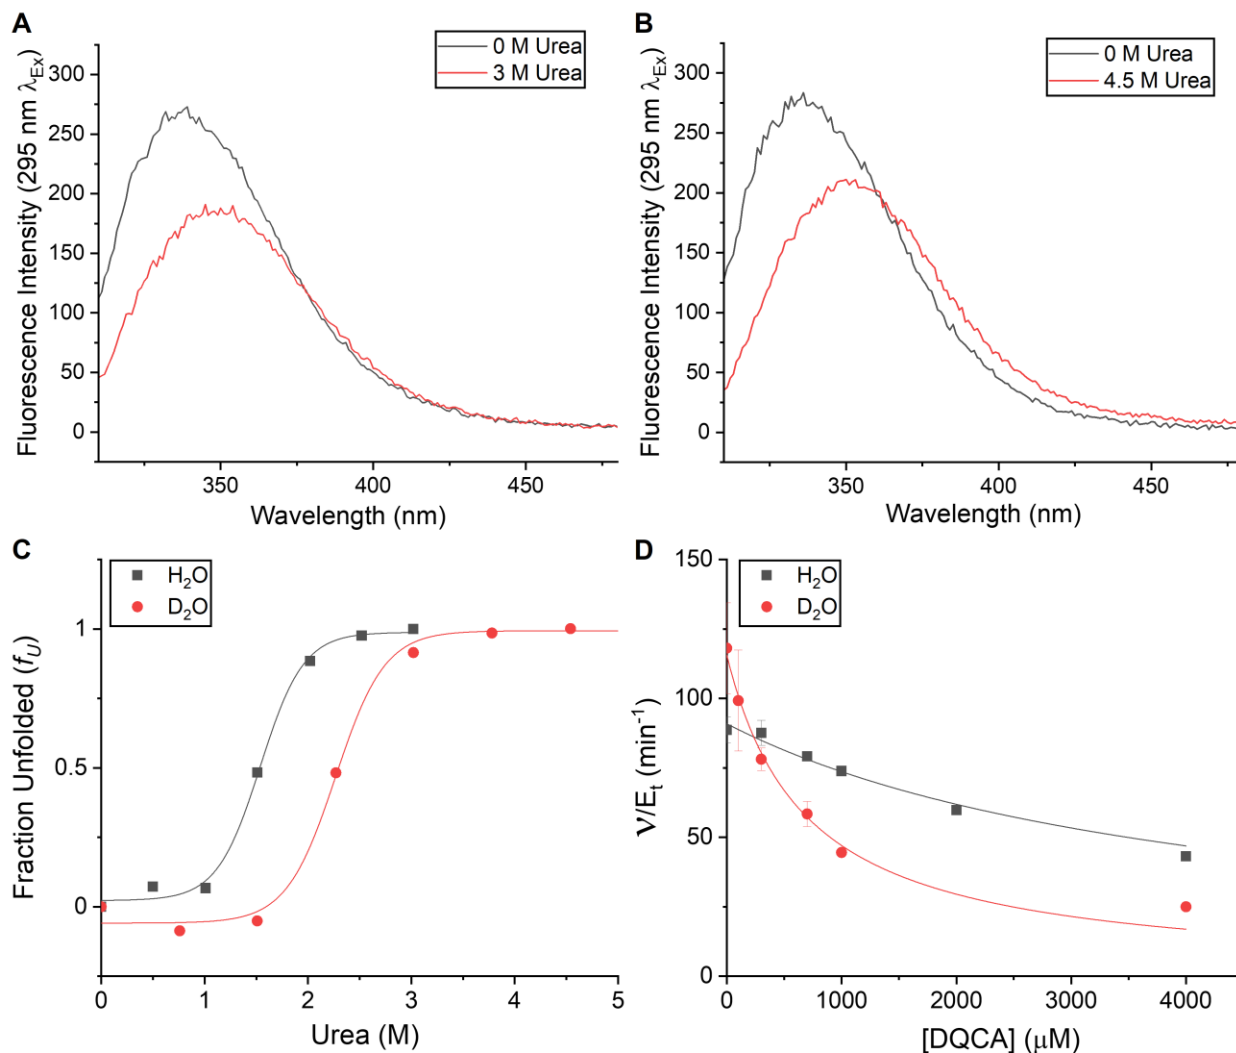 A
0 M Urea
3 M Urea
Fluorescence Intensity (295 nm λEx)
300
250
200
150
100
50
0
350
400
450
Wavelength (nm)
B
0 M Urea
4.5 M Urea
Fluorescence Intensity (295 nm λEx)
300
250
200
150
100
50
0
350
400
450
Wavelength (nm)
C
H2O
D2O
Fraction Unfolded (fU)
1
0.5
0
0
1
2
3
4
5
Urea (M)
D
H2O
D2O
ν/Et (min-1)
150
100
50
0
0
1000
2000
3000
4000
[DQCA] (μM)